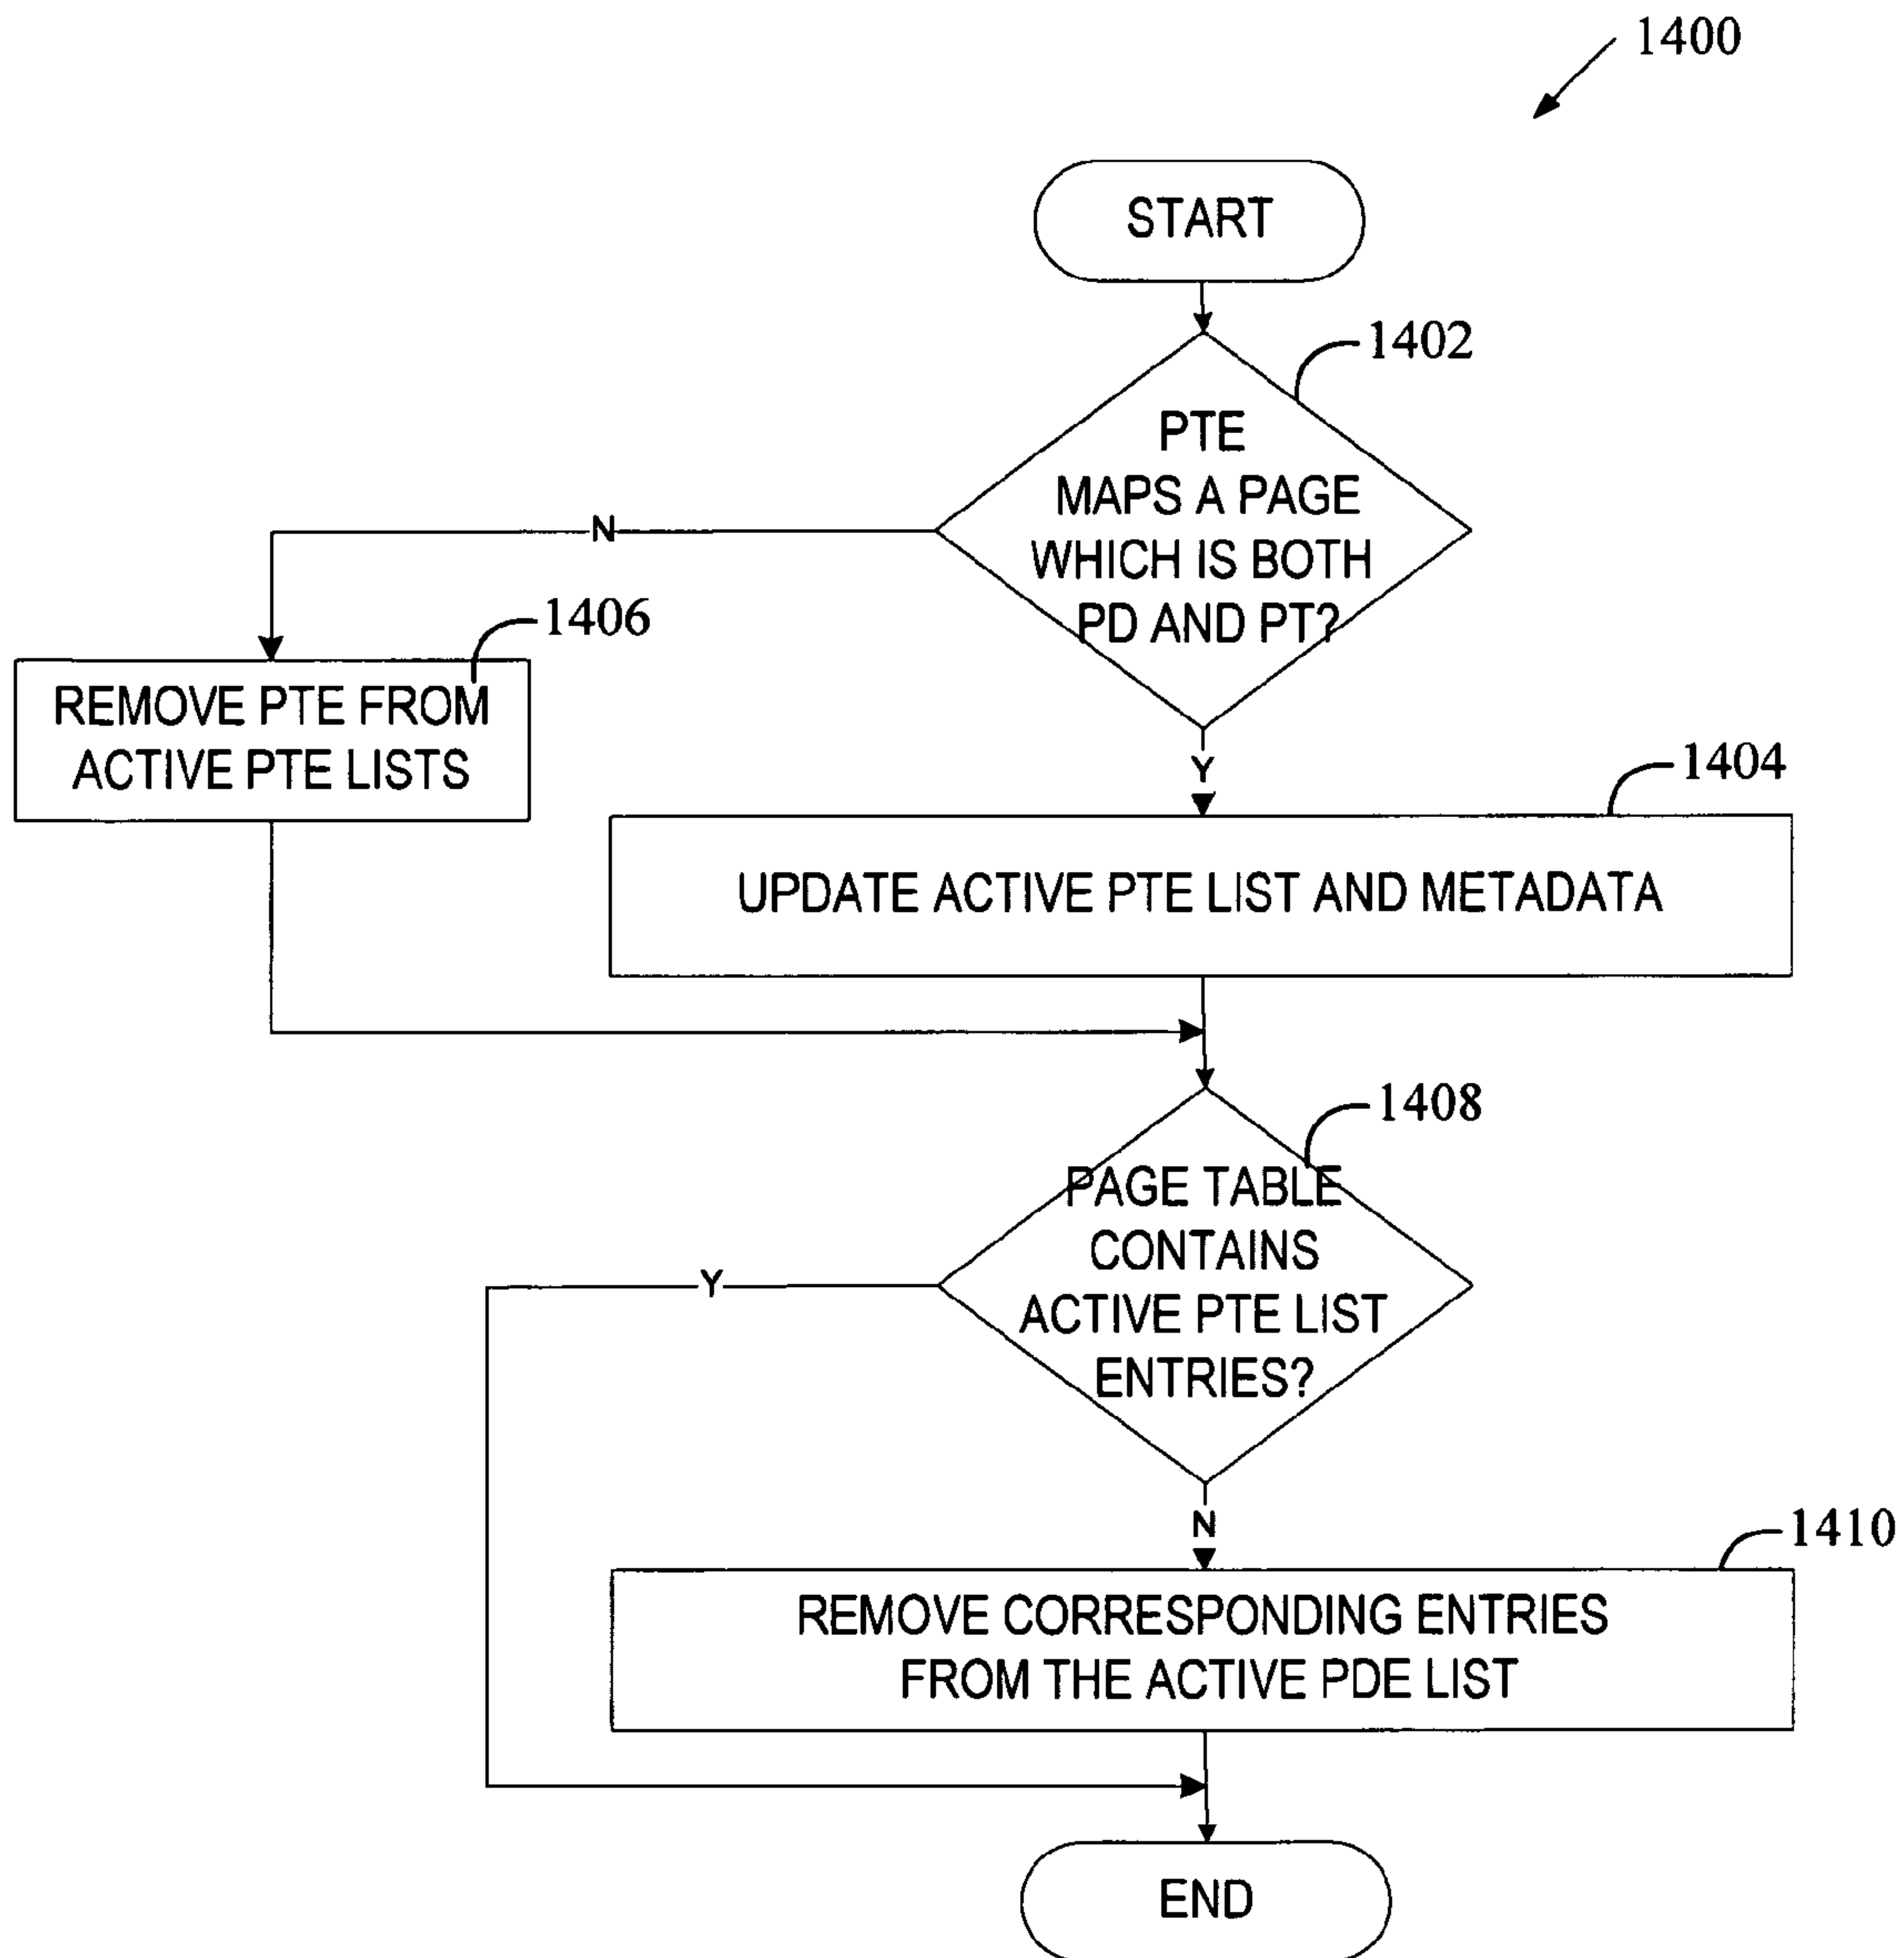 1400
START
1402
PTE
MAPS A PAGE
WHICH IS BOTH
PD AND PT?
N
1406
REMOVE PTE FROM
ACTIVE PTE LISTS
Y
1404
UPDATE ACTIVE PTE LIST AND METADATA
1408
PAGE TABLE
CONTAINS
ACTIVE PTE LIST
ENTRIES?
Y
N
1410
REMOVE CORRESPONDING ENTRIES
FROM THE ACTIVE PDE LIST
END